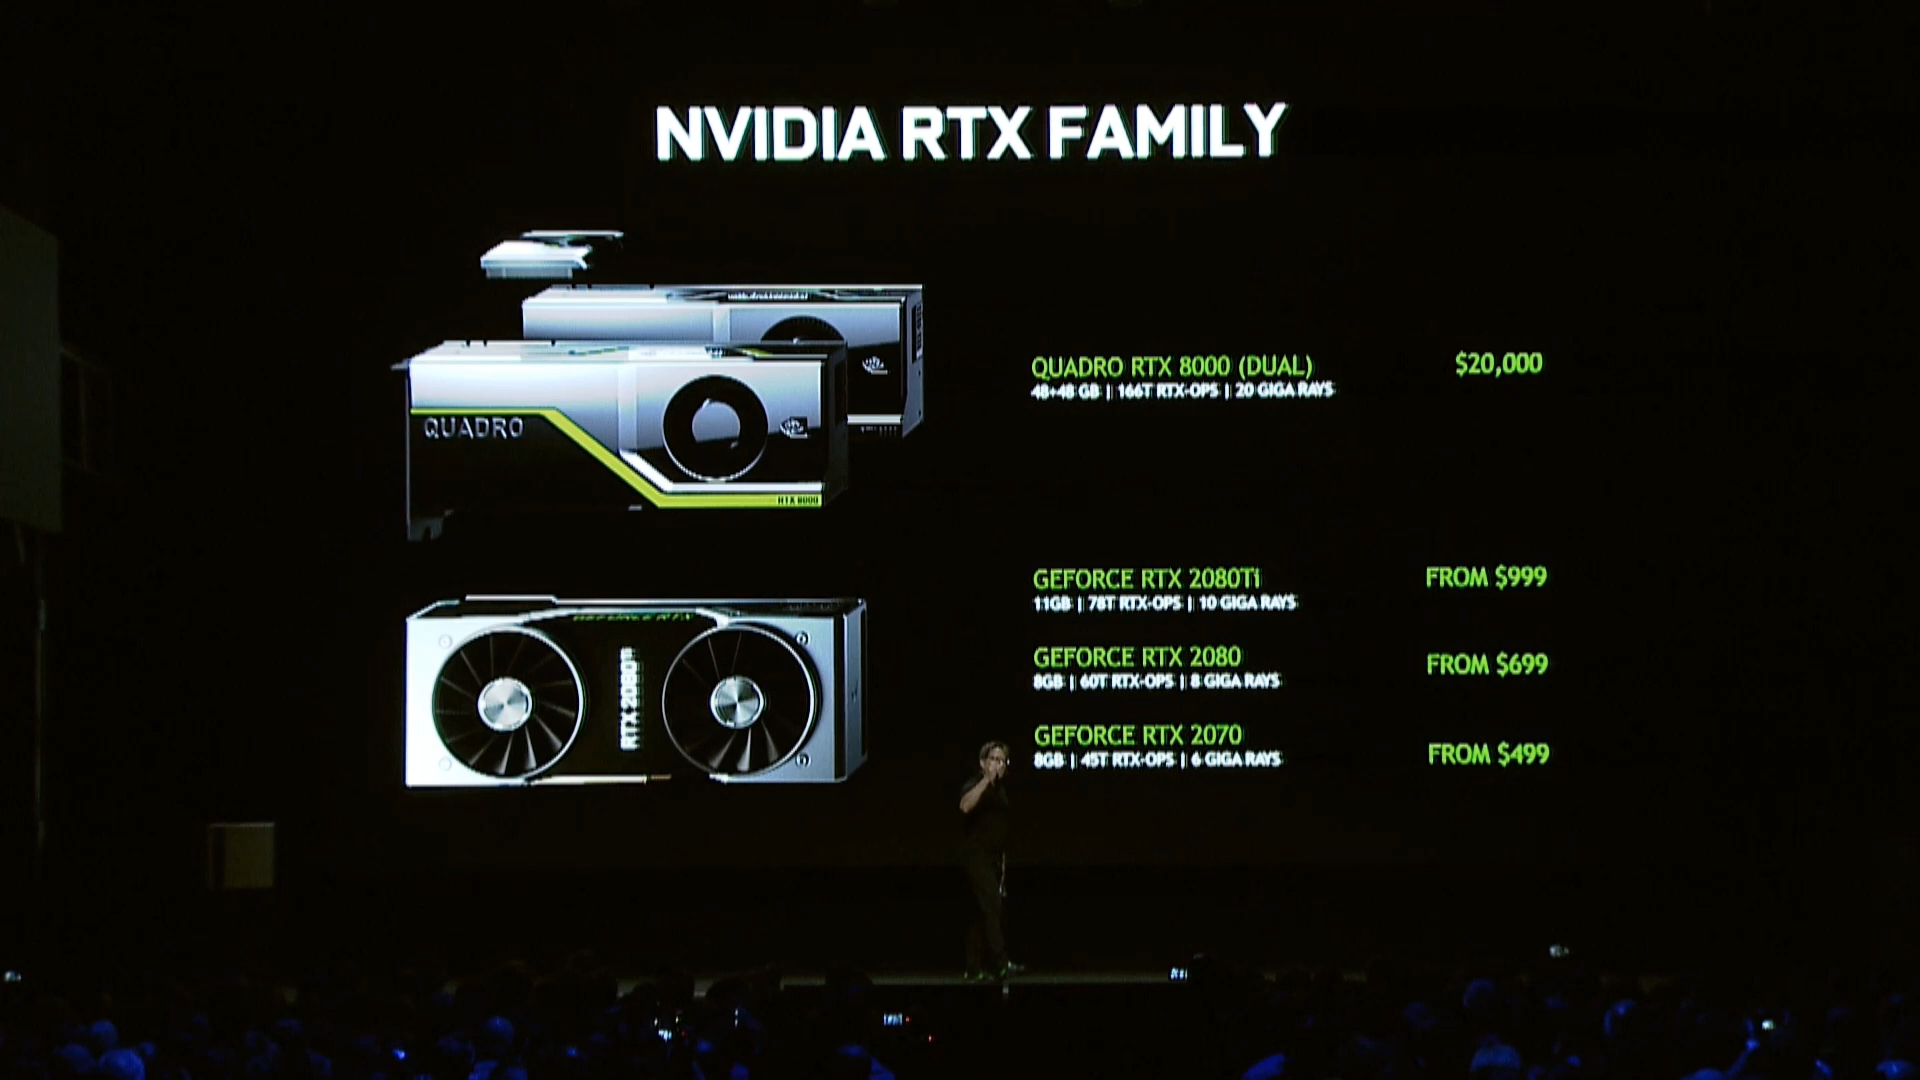 NVIDIA RTX FAMILY
QUADRO RTX 8000 (DUAL) $20,000
48+48 GB | 166T RTX-OPS | 20 GIGA RAYS
QUADRO
RTX 8000
GEFORCE RTX 2080Ti FROM $999
11GB | 78T RTX-OPS | 10 GIGA RAYS
GEFORCE RTX
RTX 2080Ti
GEFORCE RTX 2080 FROM $699
8GB | 60T RTX-OPS | 8 GIGA RAYS
GEFORCE RTX 2070 FROM $499
8GB | 45T RTX-OPS | 6 GIGA RAYS